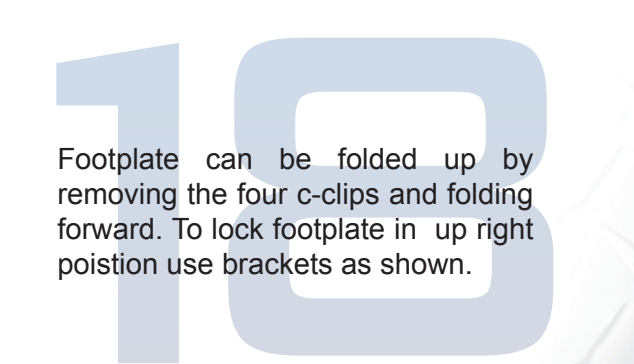 18
Footplate can be folded up by
removing the four c-clips and folding
forward. To lock footplate in up right
poistion use brackets as shown.